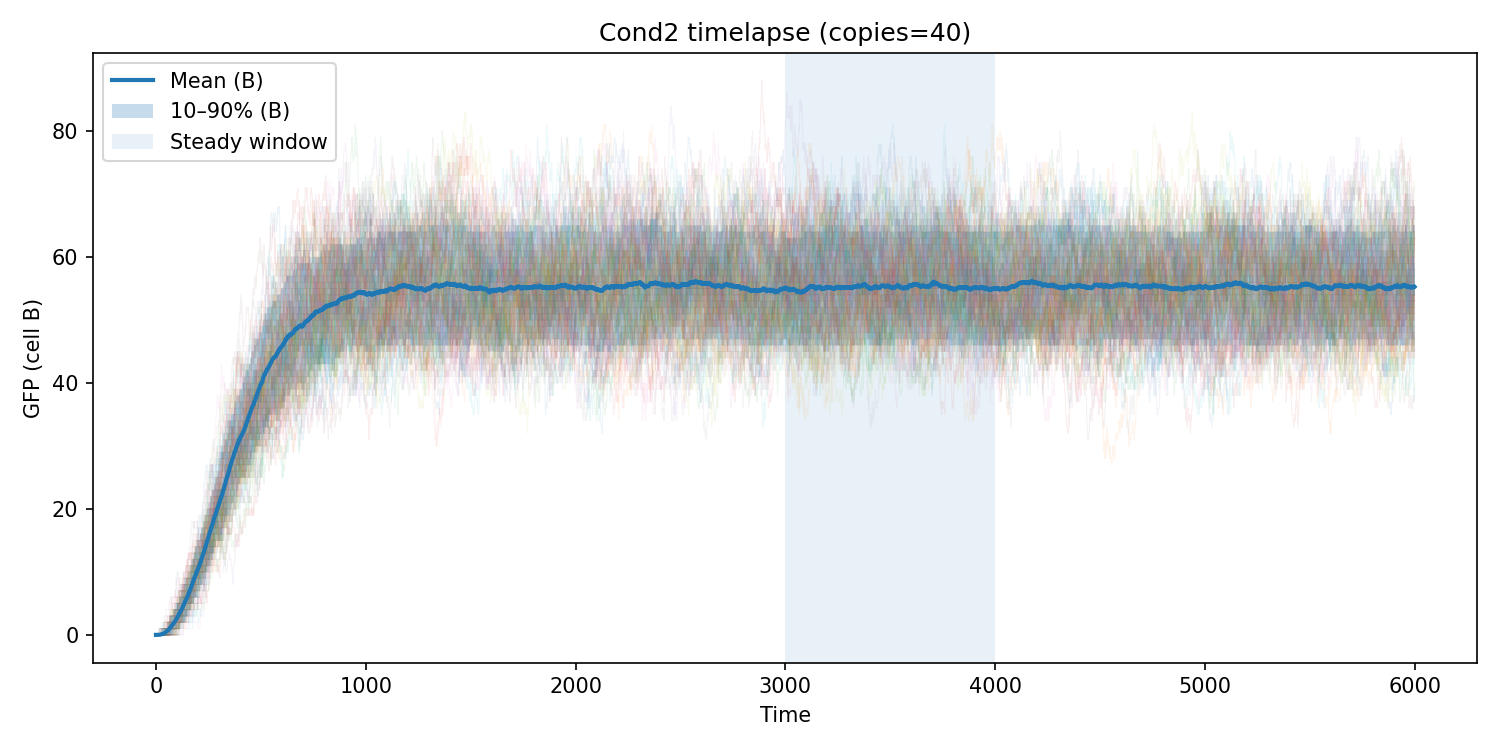 Cond2 timelapse (copies=40)
Mean (B)
10–90% (B)
Steady window
GFP (cell B)
80
60
40
20
0
0 1000 2000 3000 4000 5000 6000
Time